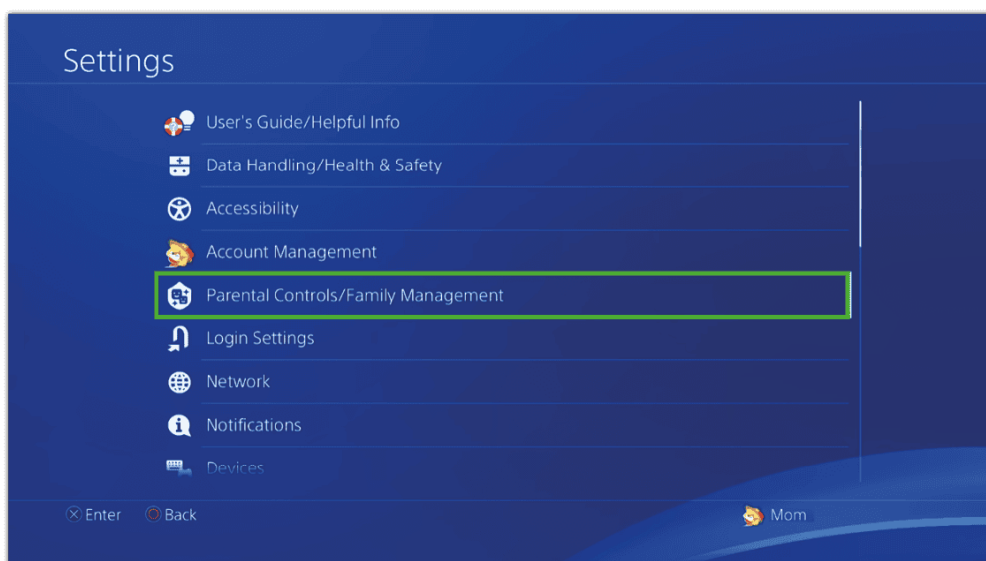 Settings
User's Guide/Helpful Info
Data Handling/Health & Safety
Accessibility
Account Management
Parental Controls/Family Management
Login Settings
Network
Notifications
Devices
Enter Back Mom